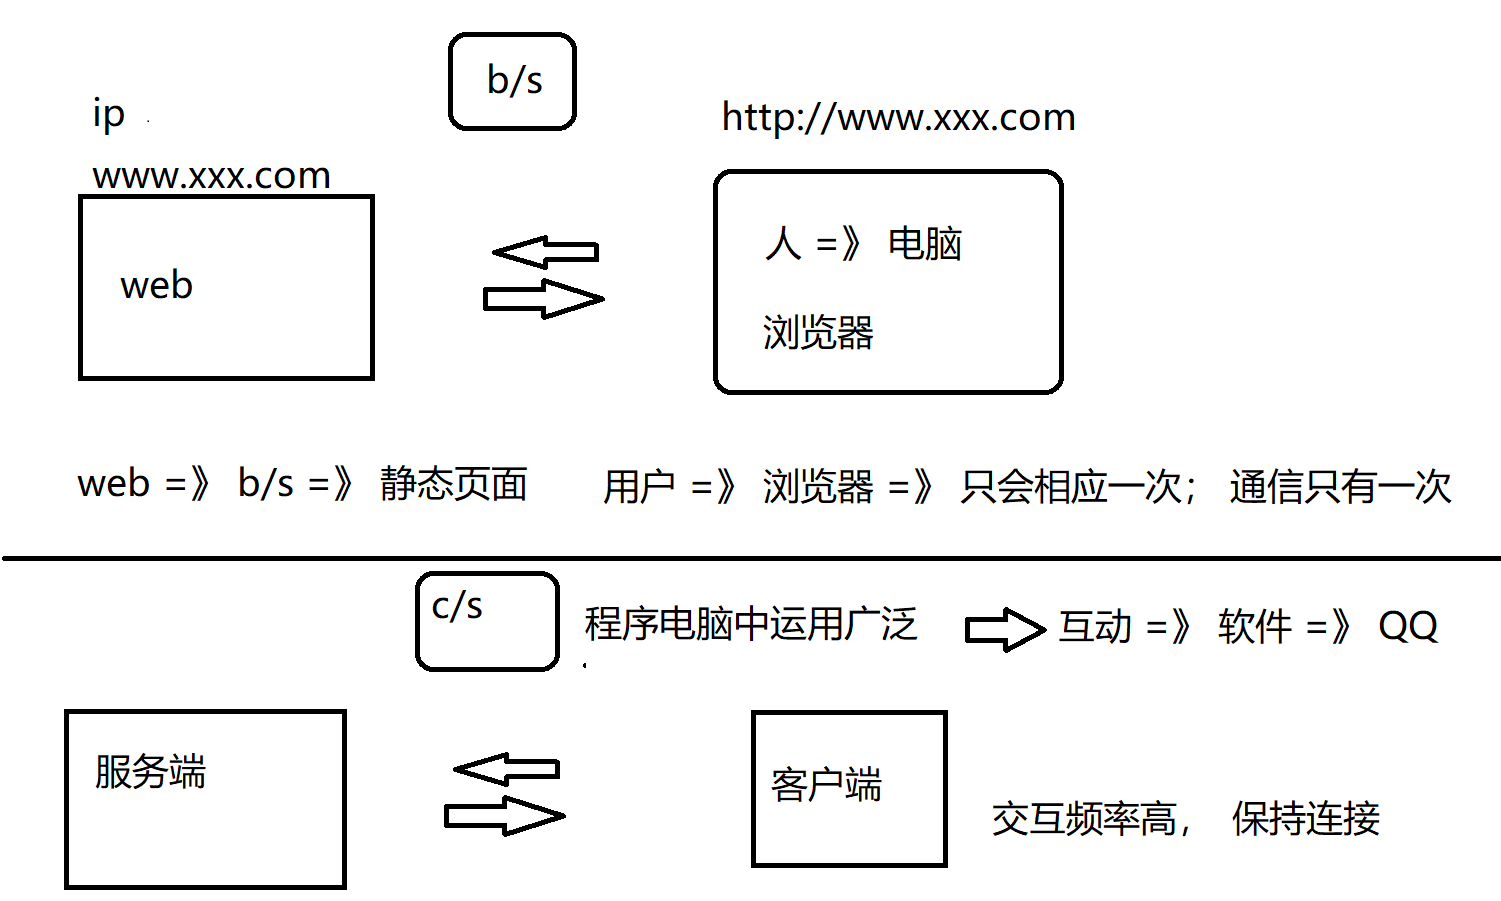 b/s
ip
www.xxx.com
http://www.xxx.com
web
人 =》 电脑
浏览器
web =》 b/s =》 静态页面
用户 =》 浏览器 =》 只会相应一次； 通信只有一次
c/s
程序电脑中运用广泛
互动 =》 软件 =》 QQ
服务端
客户端
交互频率高， 保持连接